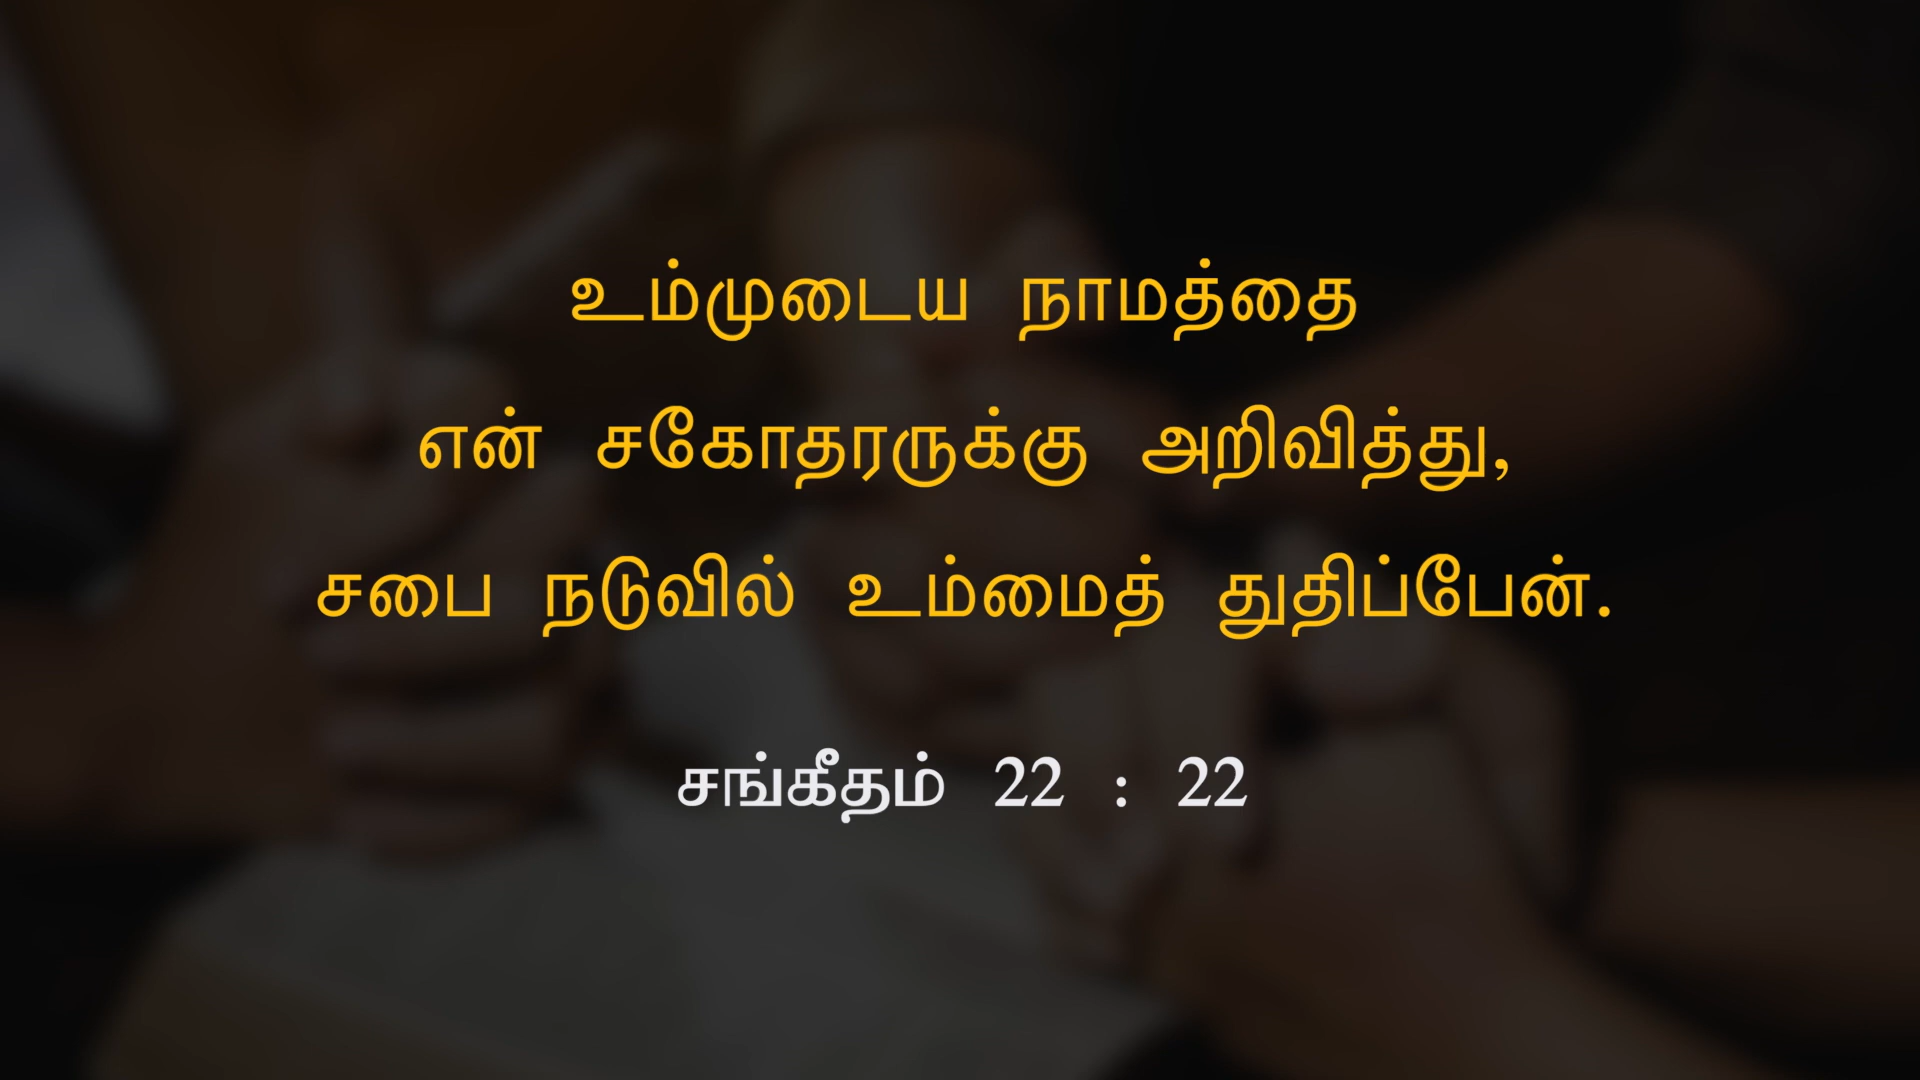 உம்முடைய நாமத்தை
என் சகோதரருக்கு அறிவித்து,
சபை நடுவில் உம்மைத் துதிப்பேன்.
சங்கீதம் 22 : 22